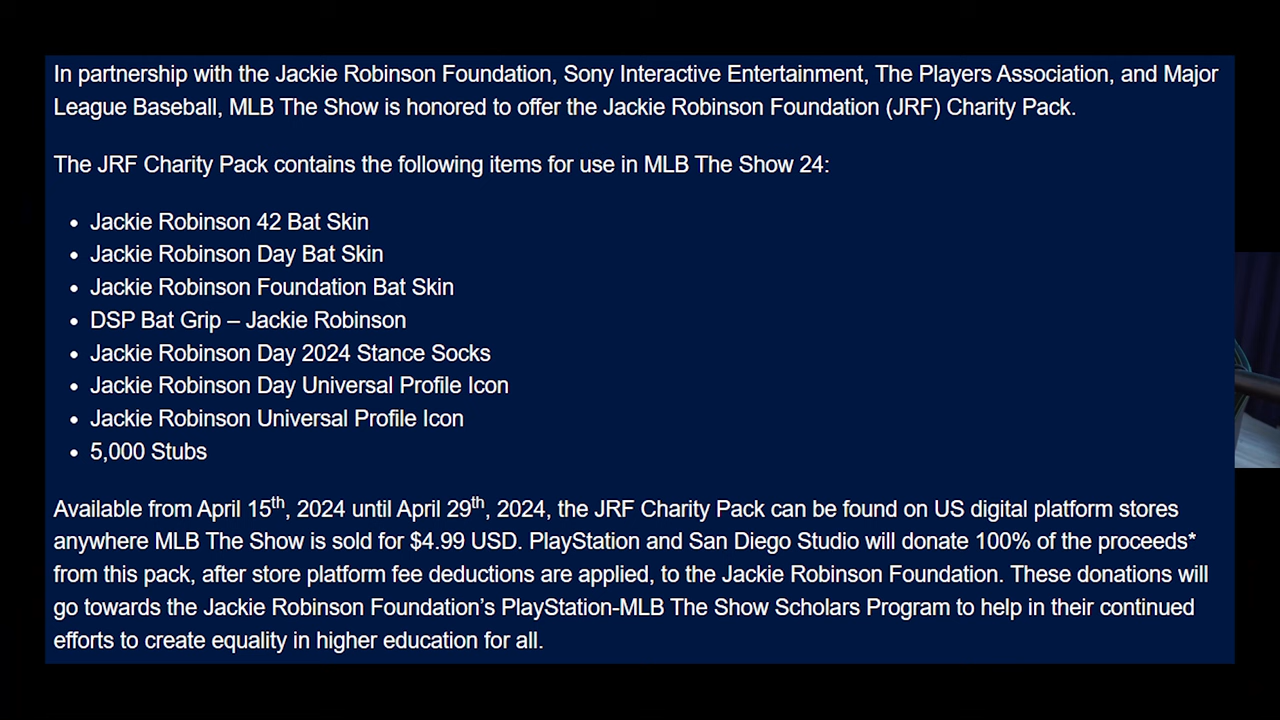 In partnership with the Jackie Robinson Foundation, Sony Interactive Entertainment, The Players Association, and Major
League Baseball, MLB The Show is honored to offer the Jackie Robinson Foundation (JRF) Charity Pack.
The JRF Charity Pack contains the following items for use in MLB The Show 24:
• Jackie Robinson 42 Bat Skin
• Jackie Robinson Day Bat Skin
• Jackie Robinson Foundation Bat Skin
• DSP Bat Grip – Jackie Robinson
• Jackie Robinson Day 2024 Stance Socks
• Jackie Robinson Day Universal Profile Icon
• Jackie Robinson Universal Profile Icon
• 5,000 Stubs
Available from April 15th, 2024 until April 29th, 2024, the JRF Charity Pack can be found on US digital platform stores
anywhere MLB The Show is sold for $4.99 USD. PlayStation and San Diego Studio will donate 100% of the proceeds*
from this pack, after store platform fee deductions are applied, to the Jackie Robinson Foundation. These donations will
go towards the Jackie Robinson Foundation’s PlayStation-MLB The Show Scholars Program to help in their continued
efforts to create equality in higher education for all.